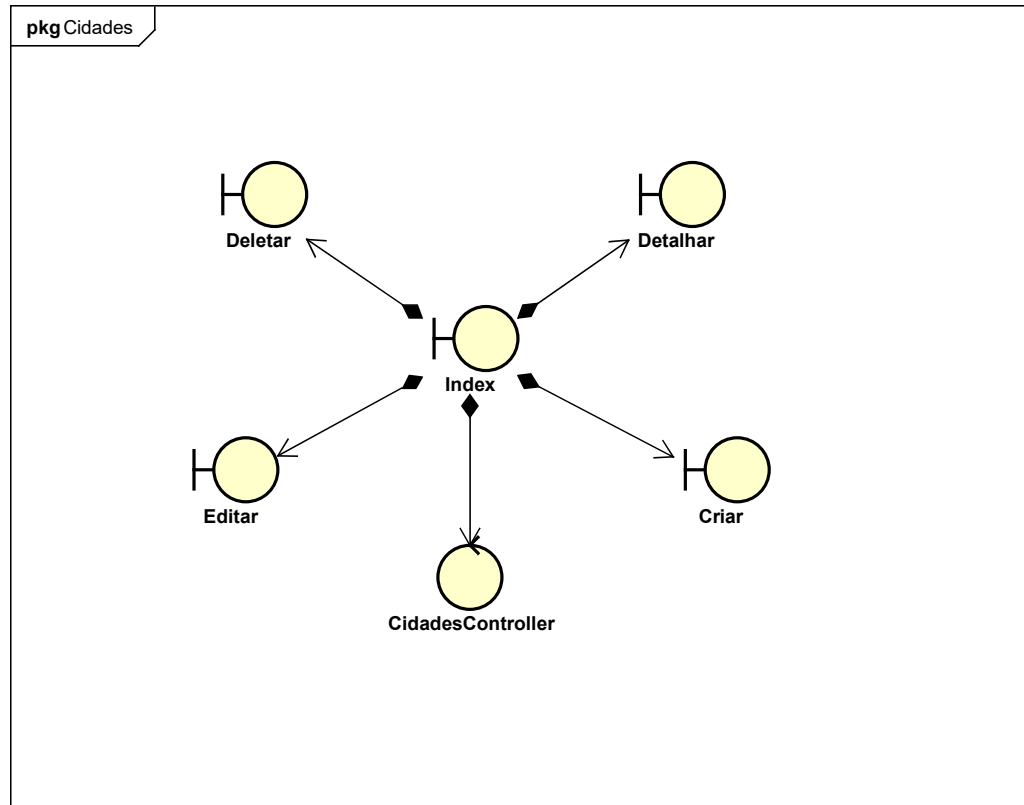 pkg Cidades
Deletar
Detalhar
Index
Editar
Criar
CidadesController